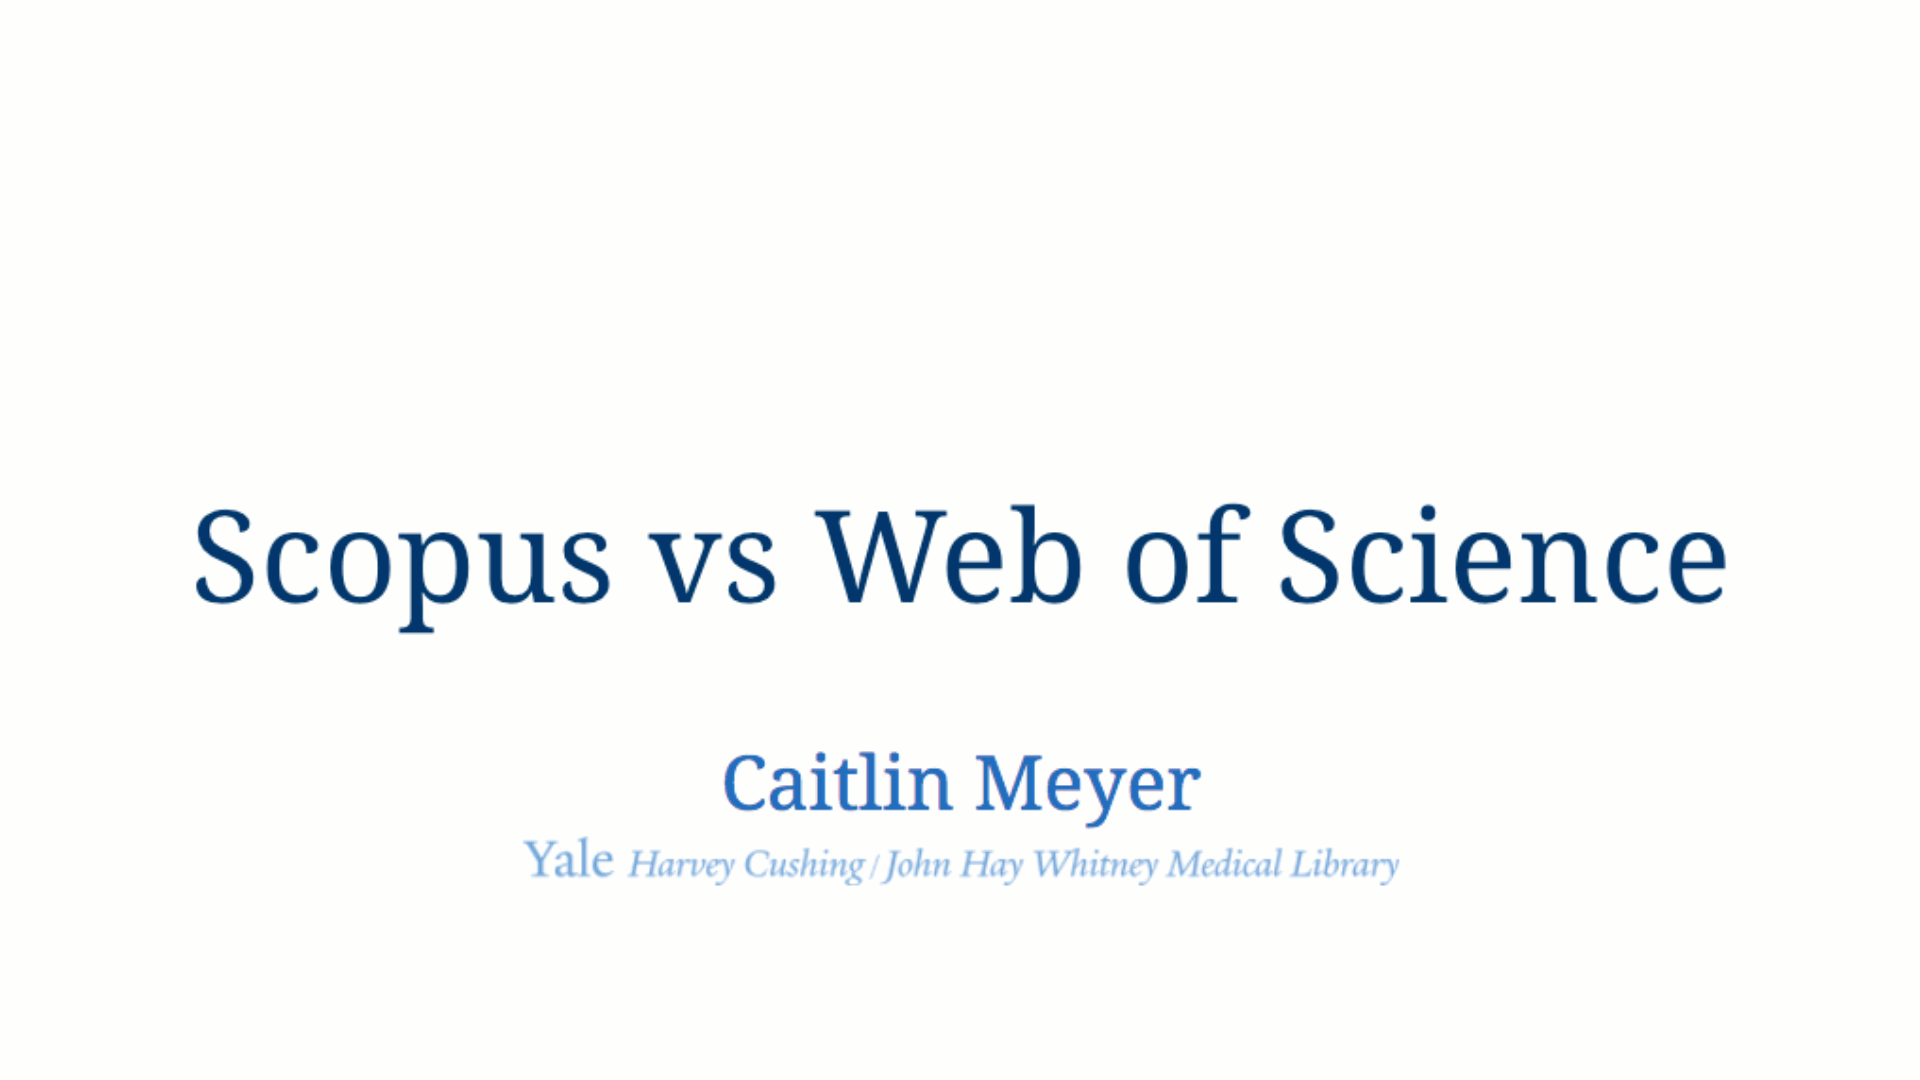 Scopus vs Web of Science
Caitlin Meyer
Yale Harvey Cushing / John Hay Whitney Medical Library